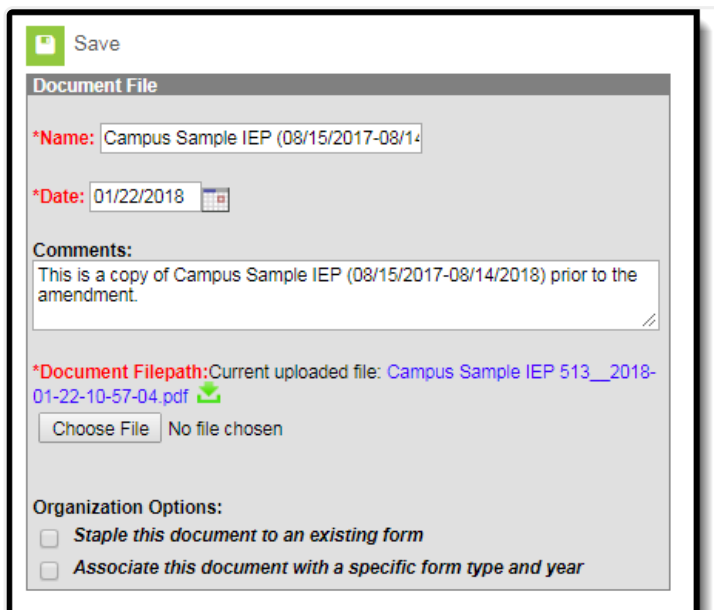 Save
Document File
*Name: Campus Sample IEP (08/15/2017-08/14
*Date: 01/22/2018
Comments:
This is a copy of Campus Sample IEP (08/15/2017-08/14/2018) prior to the
amendment.
*Document Filepath:Current uploaded file: Campus Sample IEP 513__2018-
01-22-10-57-04.pdf
Choose File No file chosen
Organization Options:
Staple this document to an existing form
Associate this document with a specific form type and year